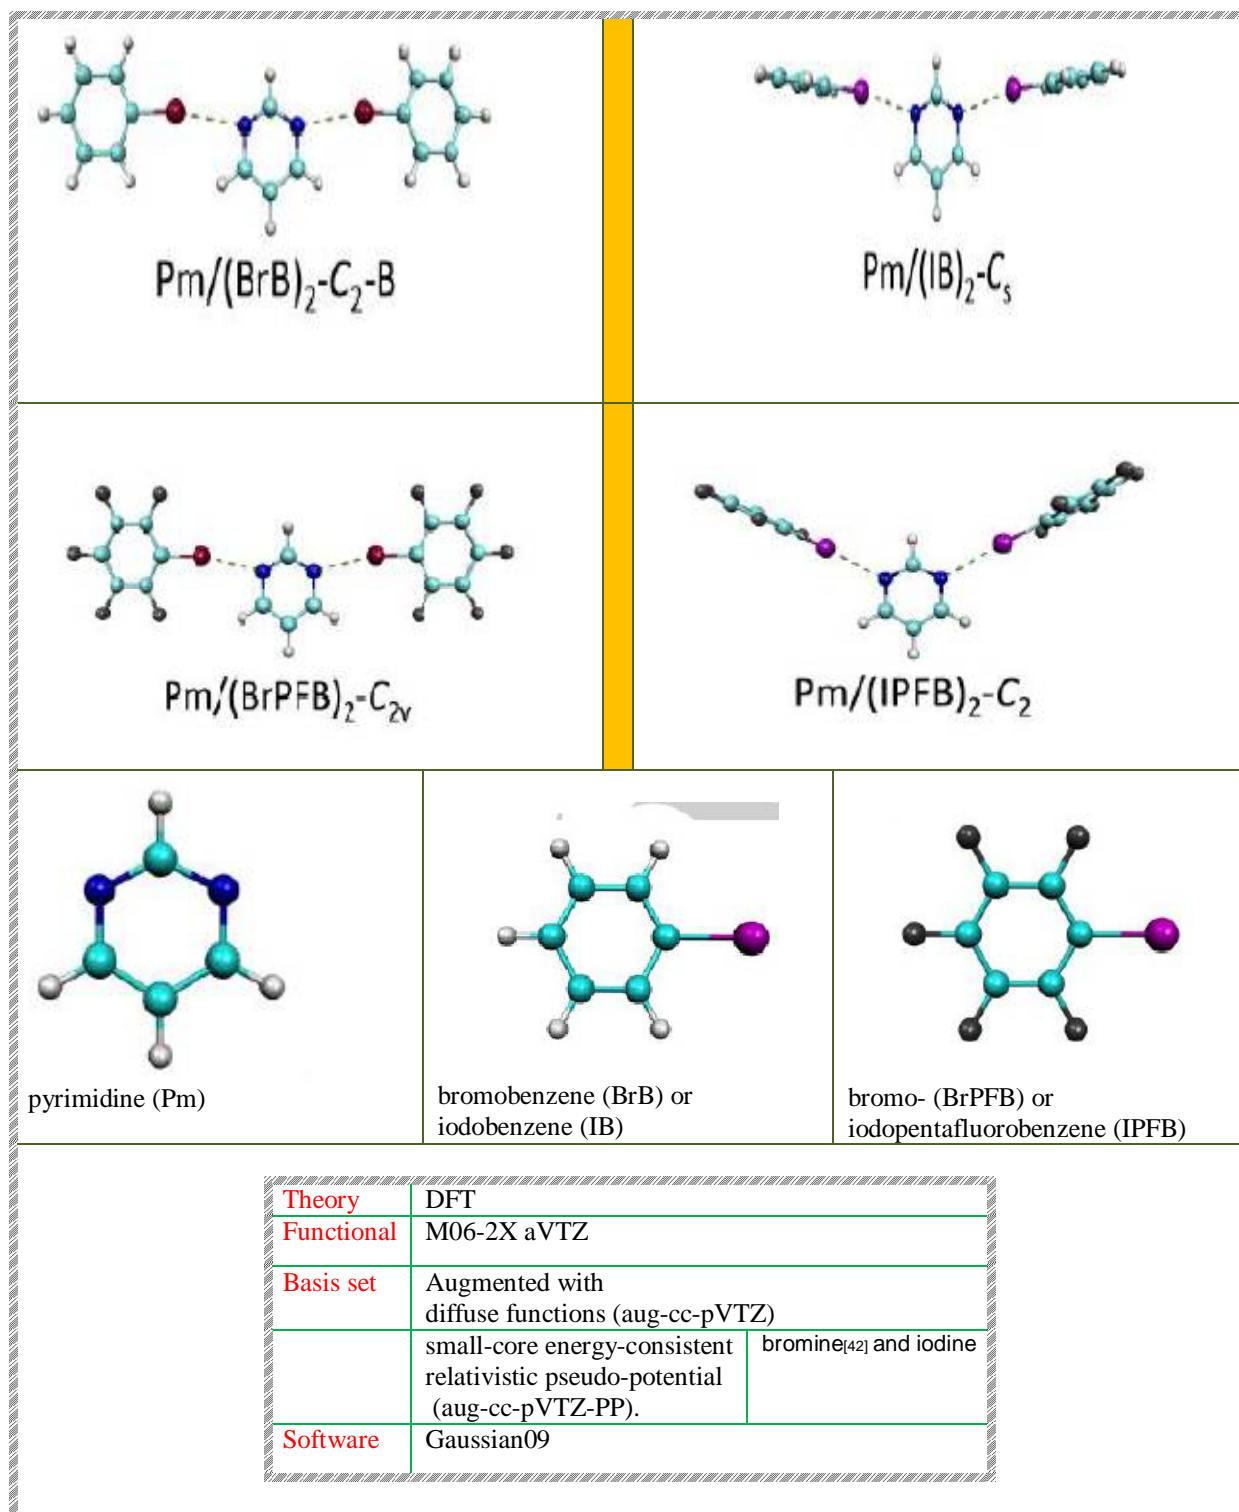 Pm/(BrB)₂-C₂-B
Pm/(IB)₂-Cₛ
Pm/(BrPFB)₂-C₂ᵥ
Pm/(IPFB)₂-C₂
pyrimidine (Pm)
bromobenzene (BrB) or
iodobenzene (IB)
bromo- (BrPFB) or
iodopentafluorobenzene (IPFB)
Theory DFT
Functional M06-2X aVTZ
Basis set Augmented with
diffuse functions (aug-cc-pVTZ)
small-core energy-consistent bromine[42] and iodine
relativistic pseudo-potential
(aug-cc-pVTZ-PP).
Software Gaussian09